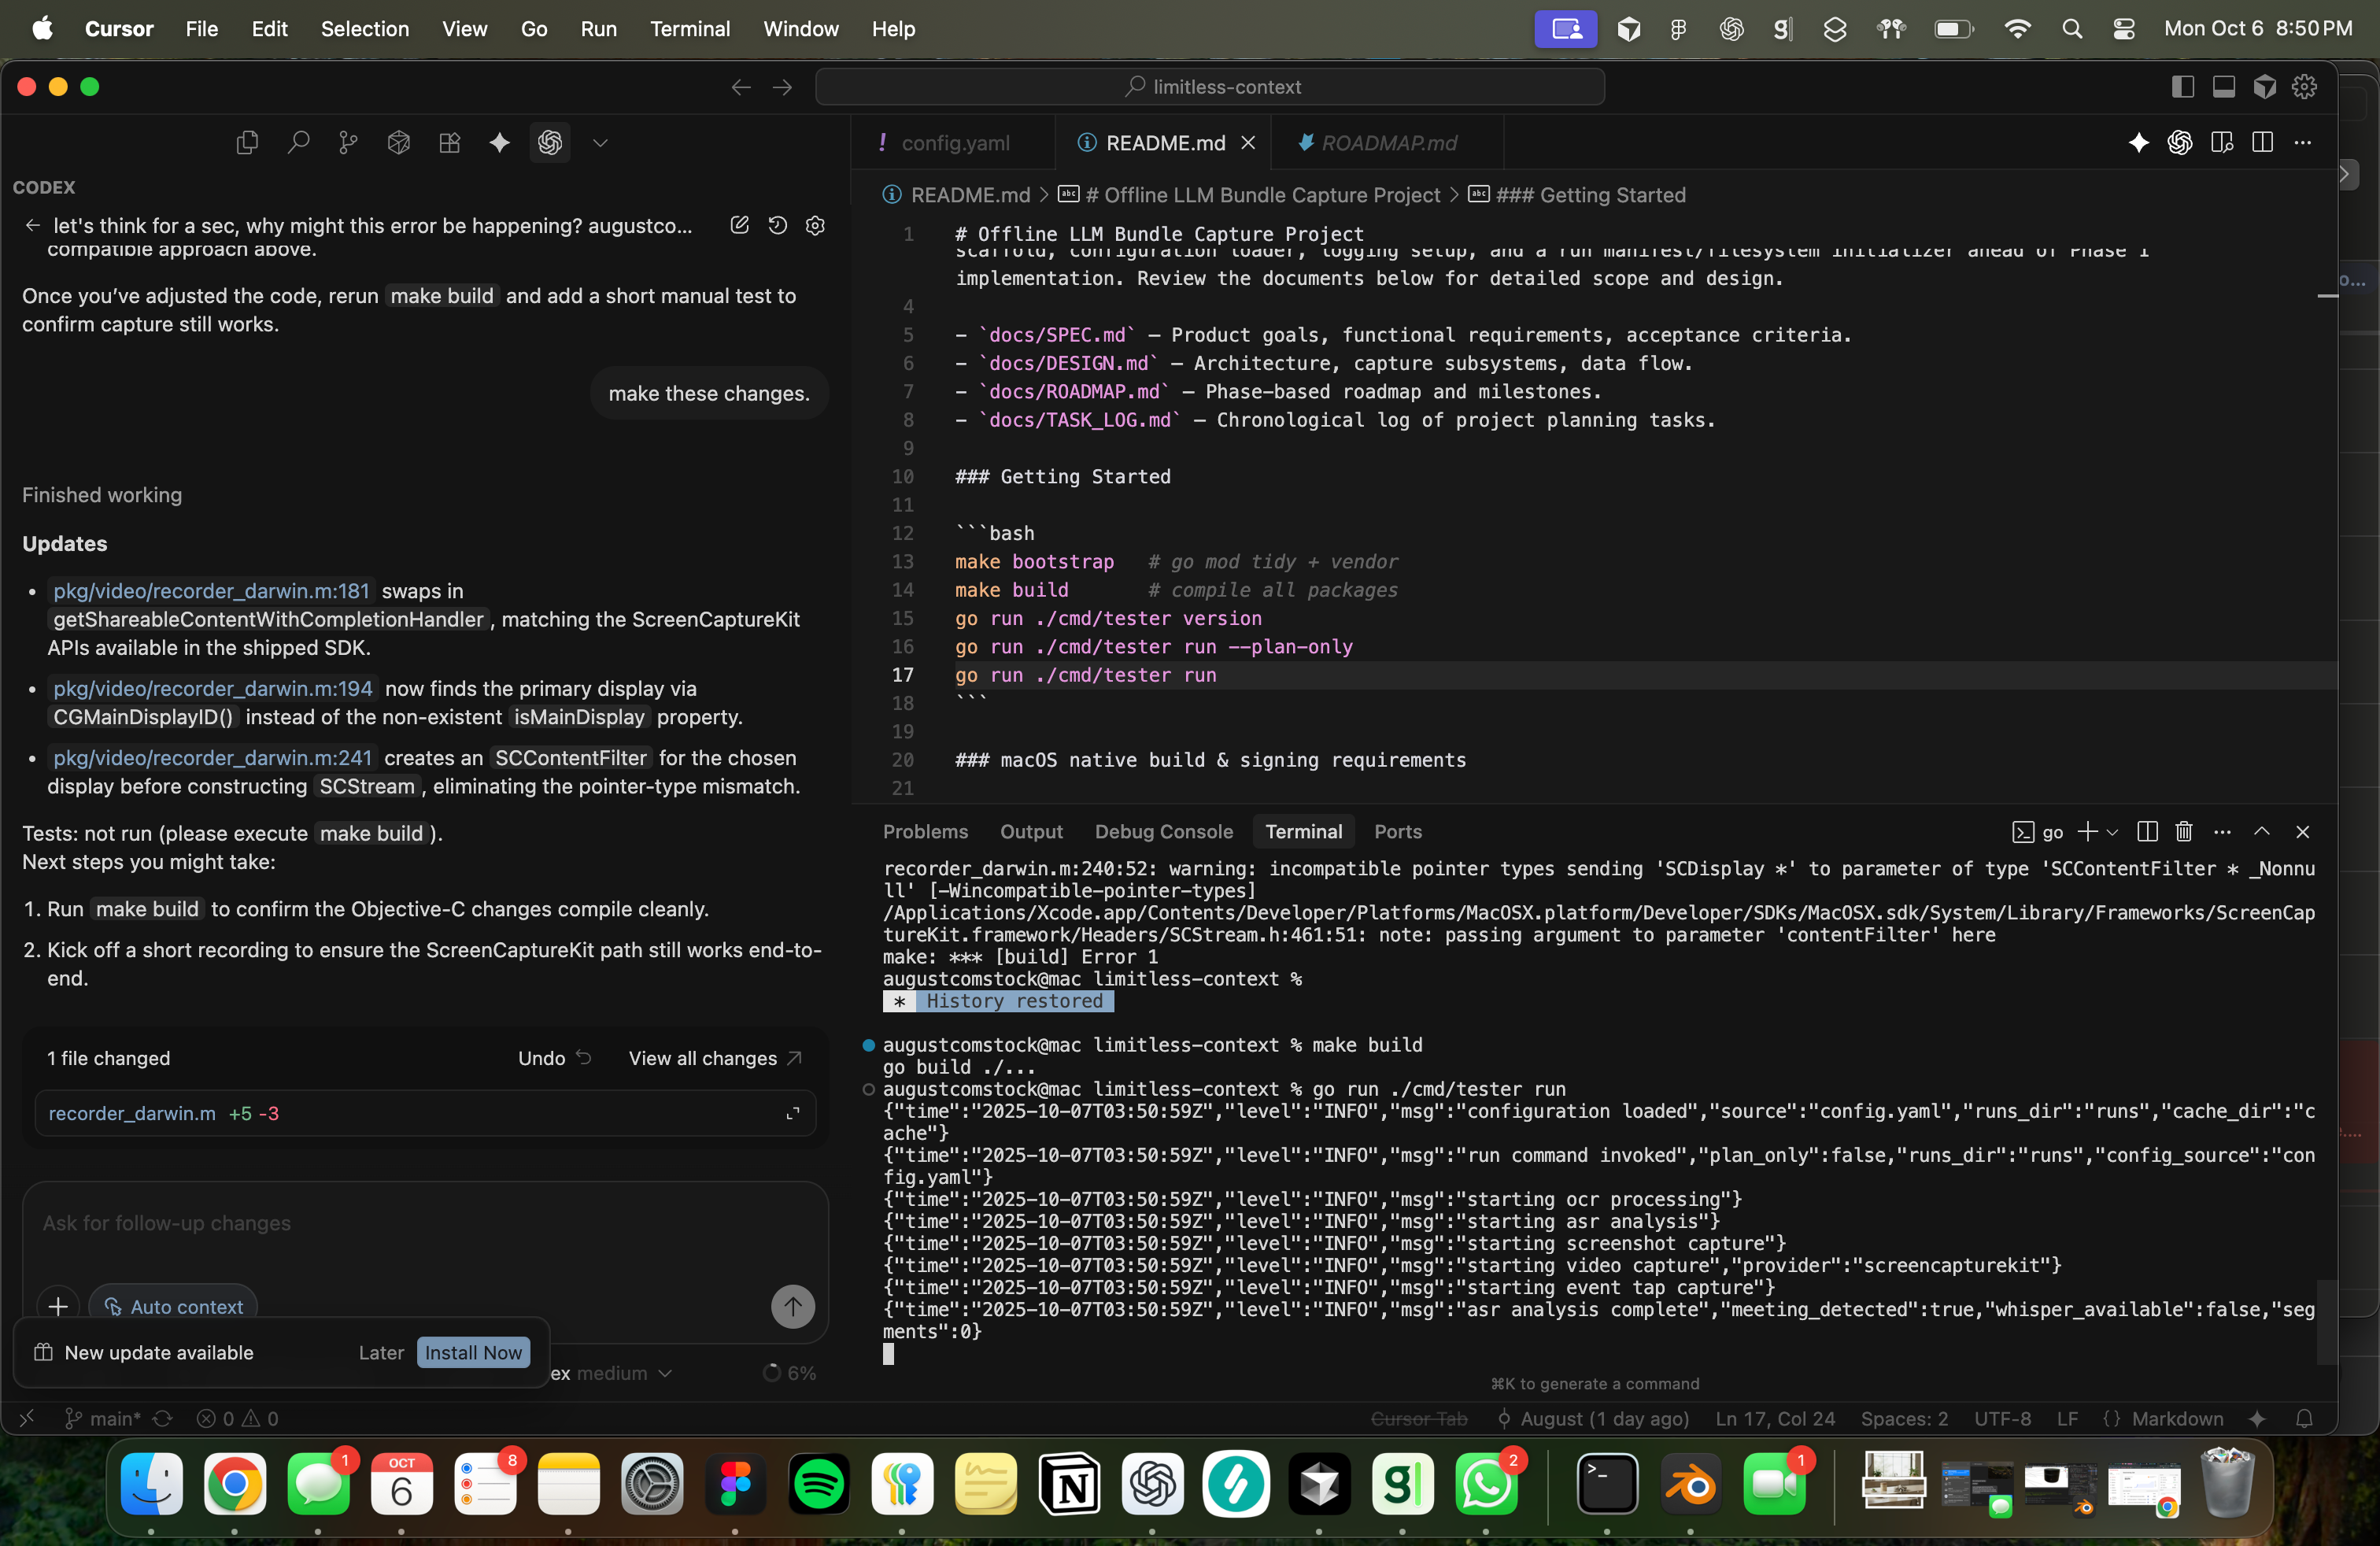 Cursor File Edit Selection View Go Run Terminal Window Help
Mon Oct 6 8:50 PM
limitless-context
CODEX
let's think for a sec, why might this error be happening? augustco...
compatible approach above.
Once you've adjusted the code, rerun make build and add a short manual test to
confirm capture still works.
make these changes.
Finished working
Updates
• pkg/video/recorder_darwin.m:181 swaps in
getShareableContentWithCompletionHandler, matching the ScreenCaptureKit
APIs available in the shipped SDK.
• pkg/video/recorder_darwin.m:194 now finds the primary display via
CGMainDisplayID() instead of the non-existent isMainDisplay property.
• pkg/video/recorder_darwin.m:241 creates an SCContentFilter for the chosen
display before constructing SCStream, eliminating the pointer-type mismatch.
Tests: not run (please execute make build).
Next steps you might take:
1. Run make build to confirm the Objective-C changes compile cleanly.
2. Kick off a short recording to ensure the ScreenCaptureKit path still works end-to-
end.
1 file changed Undo View all changes
recorder_darwin.m +5 -3
Ask for follow-up changes
Auto context
New update available Later Install Now
ex medium 6%
config.yaml README.md ROADMAP.md
README.md > # Offline LLM Bundle Capture Project > ### Getting Started
1 # Offline LLM Bundle Capture Project
scaffold, configuration loader, logging setup, and a run manifest/filesystem initializer ahead of Phase 1
implementation. Review the documents below for detailed scope and design.
4
5 - `docs/SPEC.md` — Product goals, functional requirements, acceptance criteria.
6 - `docs/DESIGN.md` — Architecture, capture subsystems, data flow.
7 - `docs/ROADMAP.md` — Phase-based roadmap and milestones.
8 - `docs/TASK_LOG.md` — Chronological log of project planning tasks.
9
10 ### Getting Started
11
12 ```bash
13 make bootstrap # go mod tidy + vendor
14 make build # compile all packages
15 go run ./cmd/tester version
16 go run ./cmd/tester run --plan-only
17 go run ./cmd/tester run
18 ```
19
20 ### macOS native build & signing requirements
21
Problems Output Debug Console Terminal Ports
go
recorder_darwin.m:240:52: warning: incompatible pointer types sending 'SCDisplay *' to parameter of type 'SCContentFilter * _Nonnu
ll' [-Wincompatible-pointer-types]
/Applications/Xcode.app/Contents/Developer/Platforms/MacOSX.platform/Developer/SDKs/MacOSX.sdk/System/Library/Frameworks/ScreenCap
tureKit.framework/Headers/SCStream.h:461:51: note: passing argument to parameter 'contentFilter' here
make: *** [build] Error 1
augustcomstock@mac limitless-context %
* History restored
augustcomstock@mac limitless-context % make build
go build ./...
augustcomstock@mac limitless-context % go run ./cmd/tester run
{"time":"2025-10-07T03:50:59Z","level":"INFO","msg":"configuration loaded","source":"config.yaml","runs_dir":"runs","cache_dir":"c
ache"}
{"time":"2025-10-07T03:50:59Z","level":"INFO","msg":"run command invoked","plan_only":false,"runs_dir":"runs","config_source":"con
fig.yaml"}
{"time":"2025-10-07T03:50:59Z","level":"INFO","msg":"starting ocr processing"}
{"time":"2025-10-07T03:50:59Z","level":"INFO","msg":"starting asr analysis"}
{"time":"2025-10-07T03:50:59Z","level":"INFO","msg":"starting screenshot capture"}
{"time":"2025-10-07T03:50:59Z","level":"INFO","msg":"starting video capture","provider":"screencapturekit"}
{"time":"2025-10-07T03:50:59Z","level":"INFO","msg":"starting event tap capture"}
{"time":"2025-10-07T03:50:59Z","level":"INFO","msg":"asr analysis complete","meeting_detected":true,"whisper_available":false,"seg
ments":0}
⌘K to generate a command
main* 0 0
Cursor Tab August (1 day ago) Ln 17, Col 24 Spaces: 2 UTF-8 LF {} Markdown
1
OCT
6
8
2
1